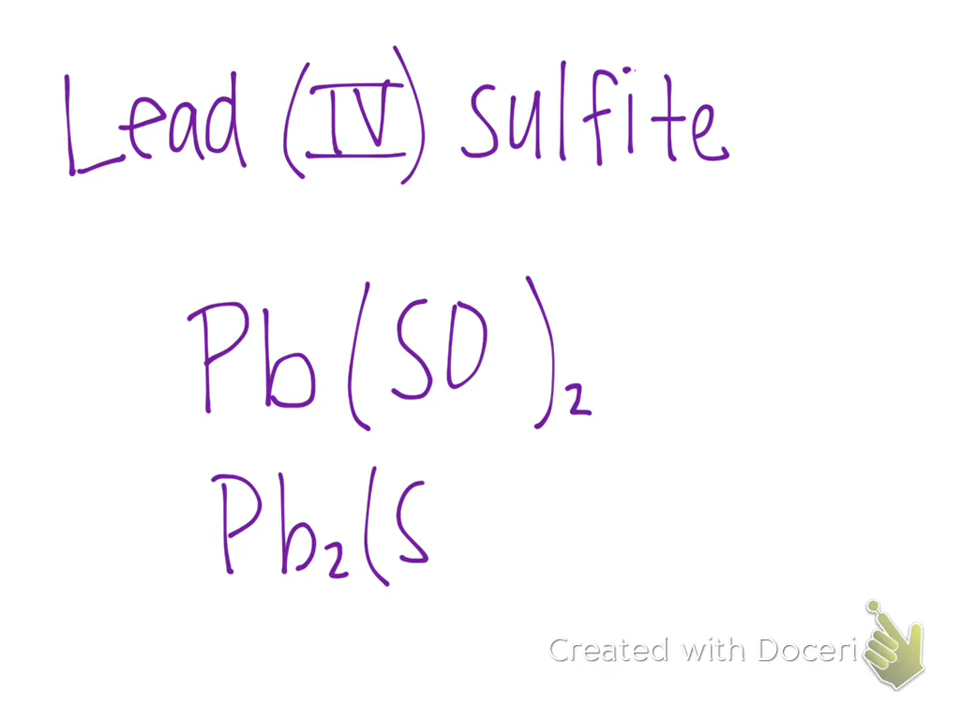 Lead (IV) sulfite
Pb(SO )₂
Pb₂(S
Created with Doceri